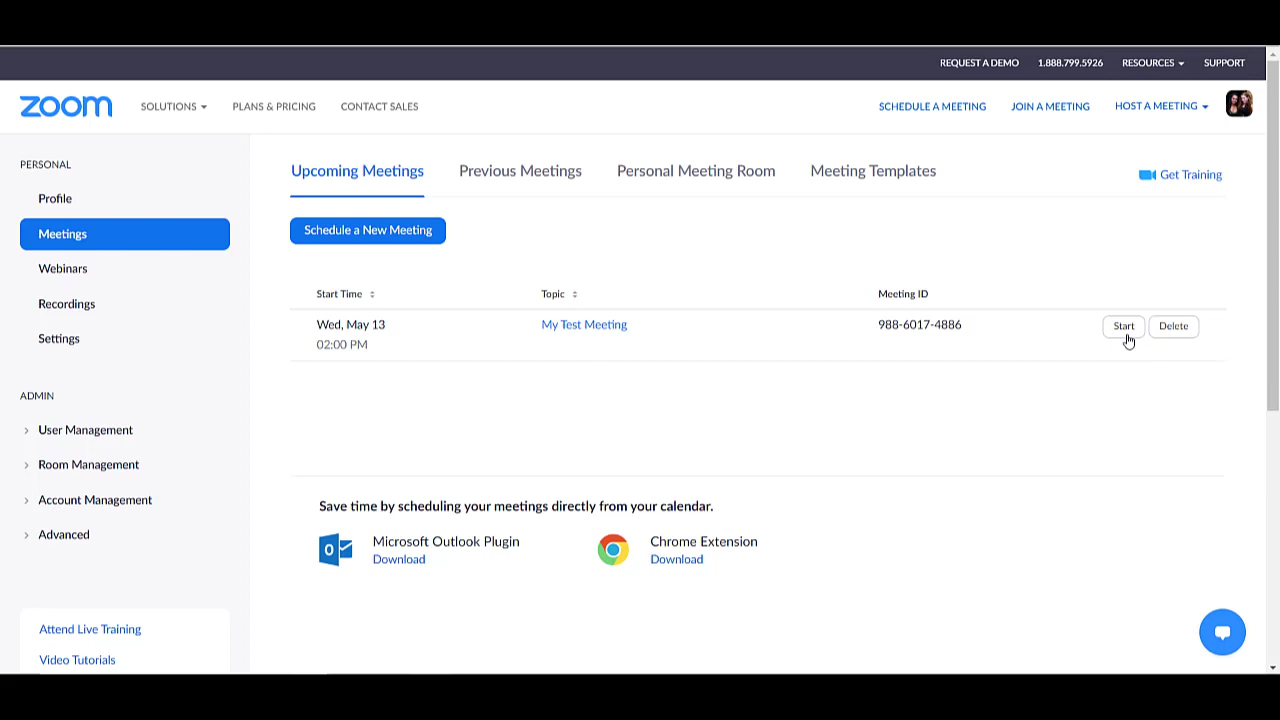 REQUEST A DEMO 1.888.799.5926 RESOURCES SUPPORT
zoom SOLUTIONS PLANS & PRICING CONTACT SALES SCHEDULE A MEETING JOIN A MEETING HOST A MEETING
PERSONAL
Profile
Meetings
Webinars
Recordings
Settings
ADMIN
User Management
Room Management
Account Management
Advanced
Attend Live Training
Video Tutorials
Upcoming Meetings Previous Meetings Personal Meeting Room Meeting Templates Get Training
Schedule a New Meeting
Start Time Topic Meeting ID
Wed, May 13 My Test Meeting 988-6017-4886 Start Delete
02:00 PM
Save time by scheduling your meetings directly from your calendar.
Microsoft Outlook Plugin Chrome Extension
Download Download